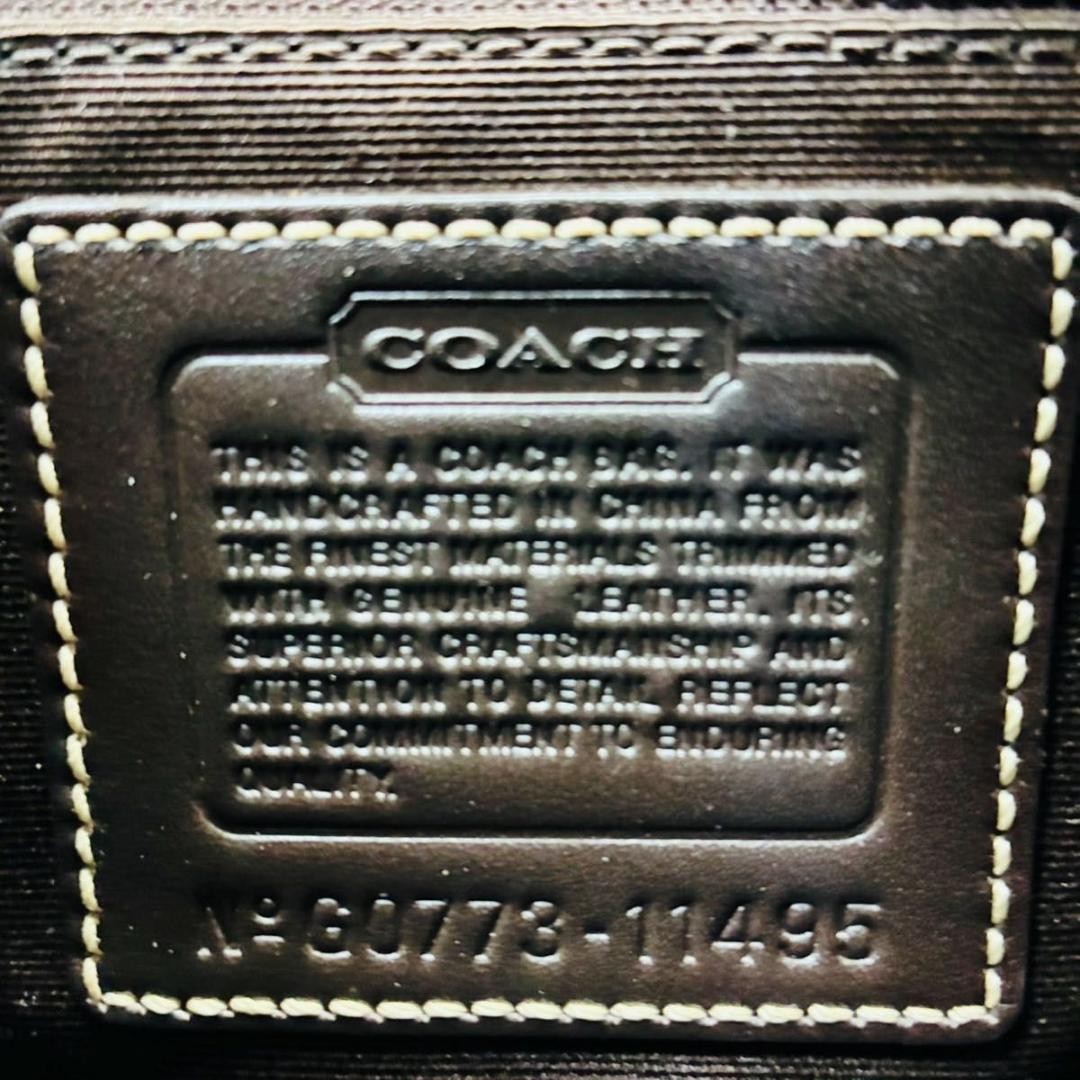 COACH
THIS IS A COACH BAG. IT WAS
HANDCRAFTED IN CHINA FROM
THE FINEST MATERIALS TRIMMED
WITH GENUINE LEATHER. ITS
SUPERIOR CRAFTSMANSHIP AND
ATTENTION TO DETAIL REFLECT
OUR COMMITMENT TO ENDURING
QUALITY.
Nº G0773-11495